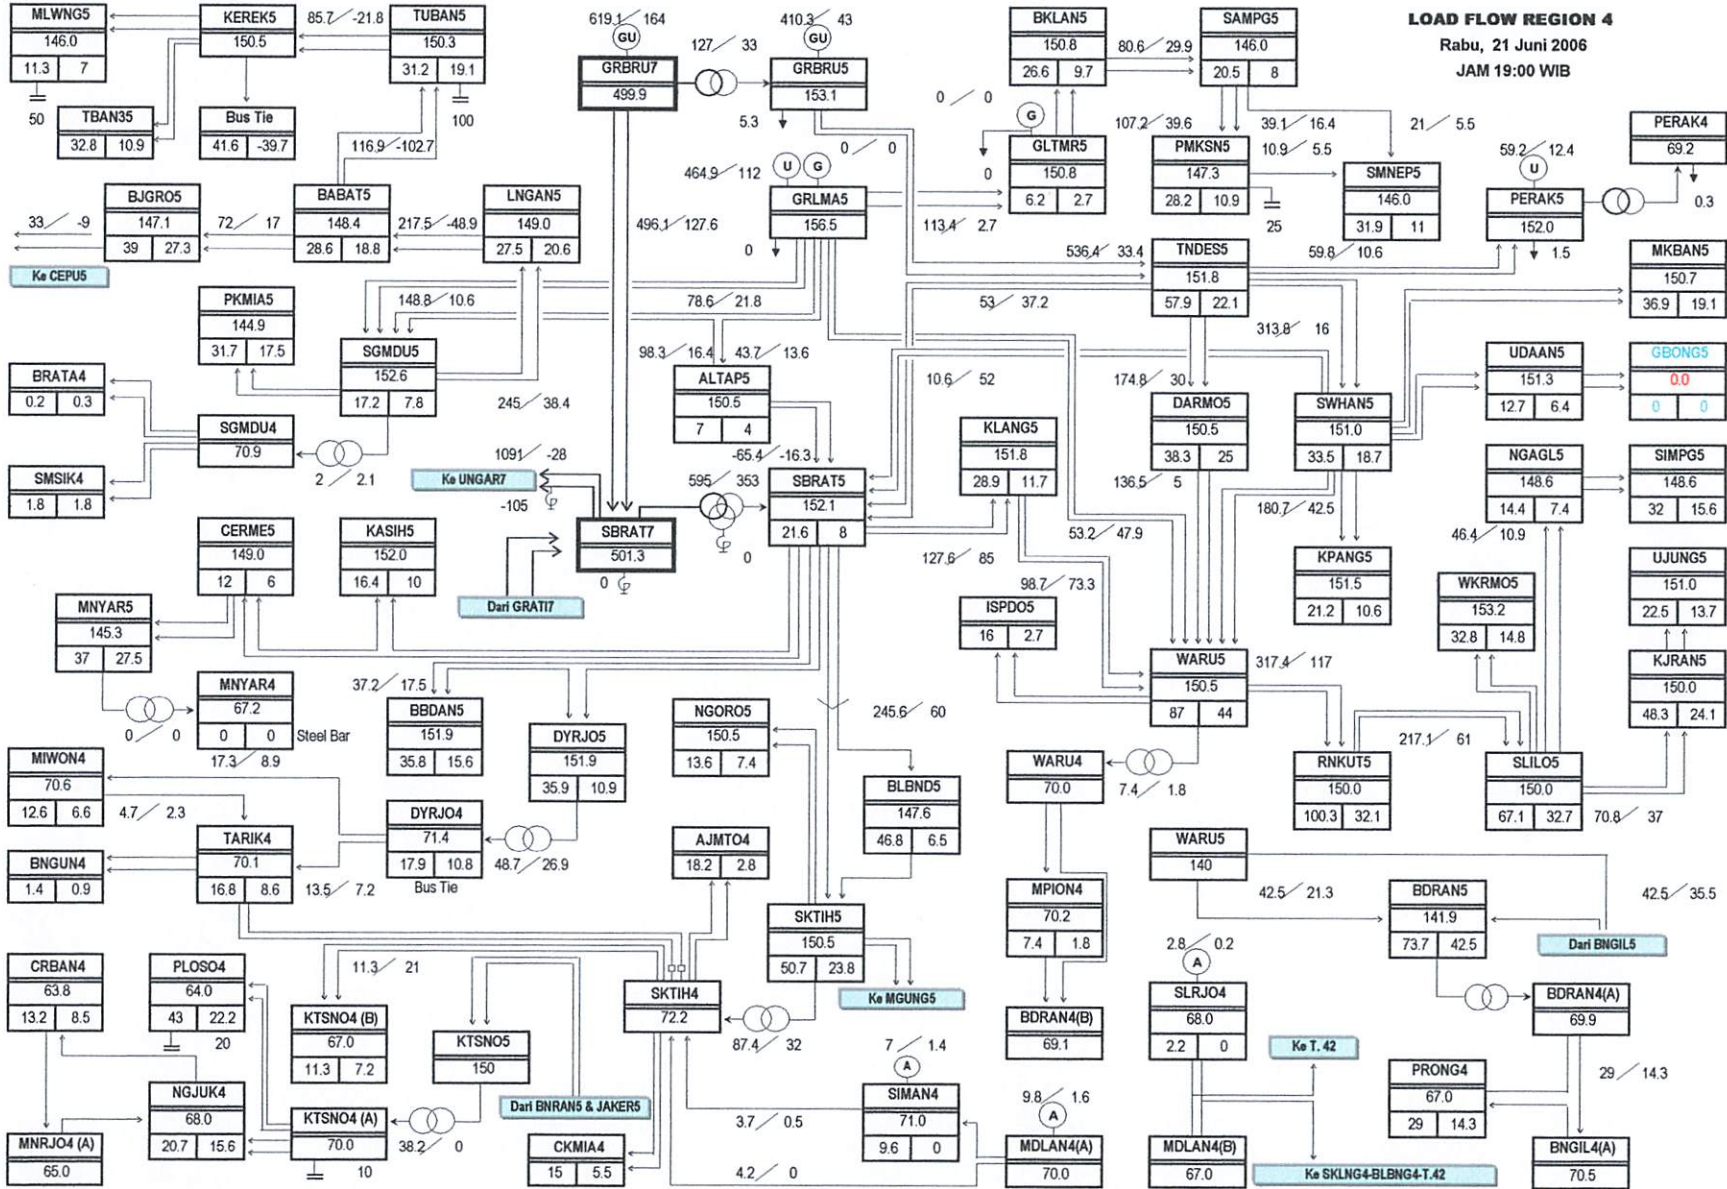 LOAD FLOW REGION 4
Rabu, 21 Juni 2006
JAM 19:00 WIB
MLWNG5
146.0
11.3 7
50
KEREK5
150.5
85.7 -21.8
TUBAN5
150.3
31.2 19.1
100
TBAN35
32.8 10.9
Bus Tie
41.6 -39.7
116.9 -102.7
619.1 164
GU
GRBRU7
499.9
127 33
410.3 43
GU
GRBRU5
153.1
5.3
0 0
BKLAN5
150.8
26.6 9.7
80.6 29.9
SAMPG5
146.0
20.5 8
0 0
G
GLTMR5
150.8
6.2 2.7
0
107.2 39.6
39.1 16.4
21 5.5
PMKSN5
147.3
28.2 10.9
25
10.9 5.5
SMNEP5
146.0
31.9 11
59.2 12.4
U
PERAK5
152.0
1.5
PERAK4
69.2
0.3
33 -9
Ke CEPU5
BJGRO5
147.1
39 27.3
72 17
BABAT5
148.4
28.6 18.8
217.5 -48.9
LNGAN5
149.0
27.5 20.6
464.9 112
U G
GRLMA5
156.5
0
496.1 127.6
113.4 2.7
536.4 33.4
TNDES5
151.8
57.9 22.1
59.8 10.6
MKBAN5
150.7
36.9 19.1
PKMIA5
144.9
31.7 17.5
148.8 10.6
78.6 21.8
53 37.2
313.8 16
SGMDU5
152.6
17.2 7.8
245 38.4
98.3 16.4
43.7 13.6
ALTAP5
150.5
7 4
10.6 52
174.8 30
DARMO5
150.5
38.3 25
SWHAN5
151.0
33.5 18.7
UDAAN5
151.3
12.7 6.4
GBONG5
0.0
0 0
BRATA4
0.2 0.3
SGMDU4
70.9
2 2.1
SMSIK4
1.8 1.8
1091 -28
Ke UNGAR7
-105
-65.4 -16.3
595 353
SBRAT5
152.1
21.6 8
0
KLANG5
151.8
28.9 11.7
136.5 5
180.7 42.5
NGAGL5
148.6
14.4 7.4
SIMPG5
148.6
32 15.6
SBRAT7
501.3
0
Dari GRATI7
CERME5
149.0
12 6
KASIH5
152.0
16.4 10
127.6 85
53.2 47.9
98.7 73.3
KPANG5
151.5
21.2 10.6
46.4 10.9
WKRMO5
153.2
32.8 14.8
UJUNG5
151.0
22.5 13.7
MNYAR5
145.3
37 27.5
ISPDO5
16 2.7
WARU5
150.5
87 44
317.4 117
KJRAN5
150.0
48.3 24.1
MNYAR4
67.2
0 0
Steel Bar
0 0
37.2 17.5
BBDAN5
151.9
35.8 15.6
DYRJO5
151.9
35.9 10.9
NGORO5
150.5
13.6 7.4
245.6 60
WARU4
70.0
7.4 1.8
RNKUT5
150.0
100.3 32.1
217.1 61
SLILO5
150.0
67.1 32.7
70.8 37
MIWON4
70.6
12.6 6.6
17.3 8.9
4.7 2.3
TARIK4
70.1
16.8 8.6
BNGUN4
1.4 0.9
13.5 7.2
DYRJO4
71.4
17.9 10.8
Bus Tie
48.7 26.9
AJMTO4
18.2 2.8
BLBND5
147.6
46.8 6.5
MPION4
70.2
7.4 1.8
WARU5
140
42.5 21.3
BDRAN5
141.9
73.7 42.5
42.5 35.5
Dari BNGIL5
SKTIH5
150.5
50.7 23.8
Ke MGUNG5
SKTIH4
72.2
87.4 32
BDRAN4(B)
69.1
2.8 0.2
A
SLRJO4
68.0
2.2 0
BDRAN4(A)
69.9
CRBAN4
63.8
13.2 8.5
PLOSO4
64.0
43 22.2
20
11.3 21
KTSNO4 (B)
67.0
11.3 7.2
KTSNO5
150
Dari BNRAN5 & JAKER5
7 1.4
A
SIMAN4
71.0
9.6 0
3.7 0.5
Ke T. 42
PRONG4
67.0
29 14.3
29 14.3
MNRJO4 (A)
65.0
NGJUK4
68.0
20.7 15.6
KTSNO4 (A)
70.0
10
38.2 0
CKMIA4
15 5.5
4.2 0
9.8 1.6
A
MDLAN4(A)
70.0
MDLAN4(B)
67.0
Ke SKLNG4-BLBNG4-T.42
BNGIL4(A)
70.5